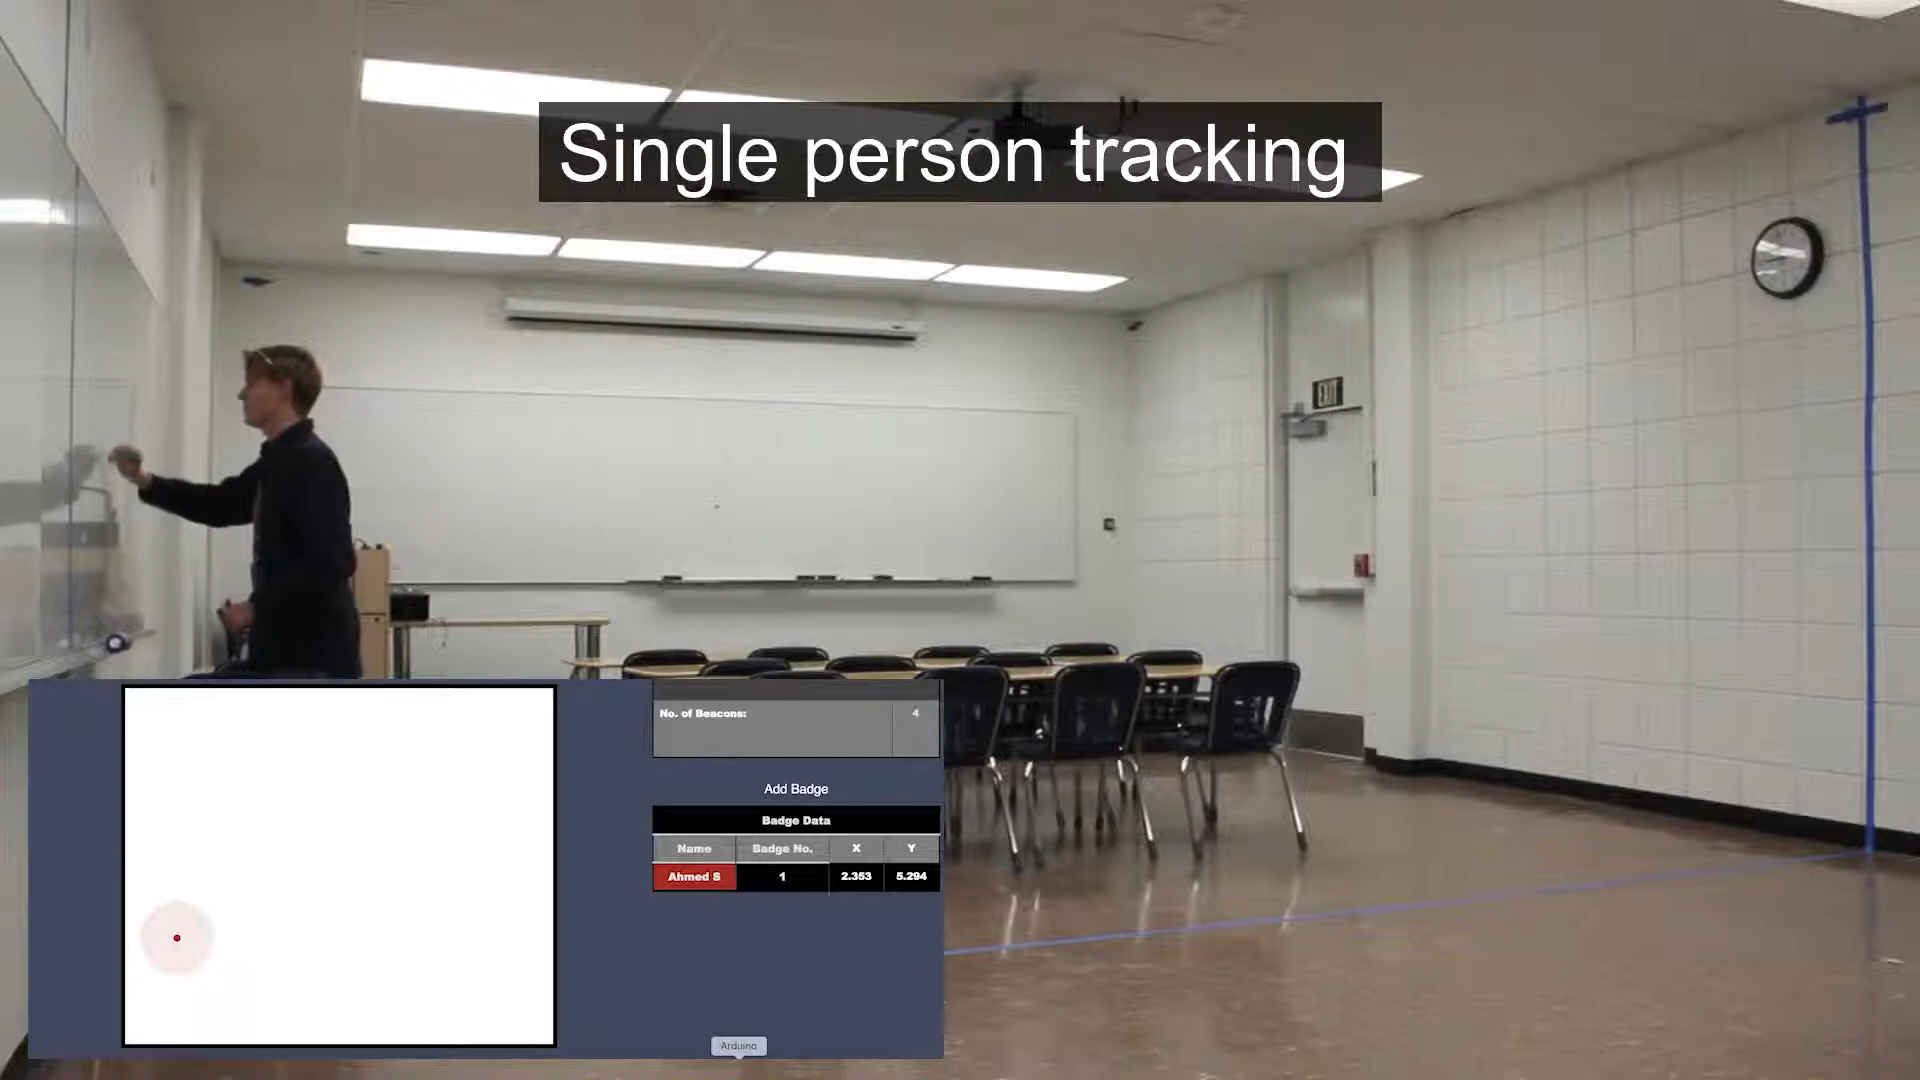 Single person tracking
EXIT
No. of Beacons: 4
Add Badge
Badge Data
Name Badge No. X Y
Ahmed S 1 2.353 5.294
Arduino